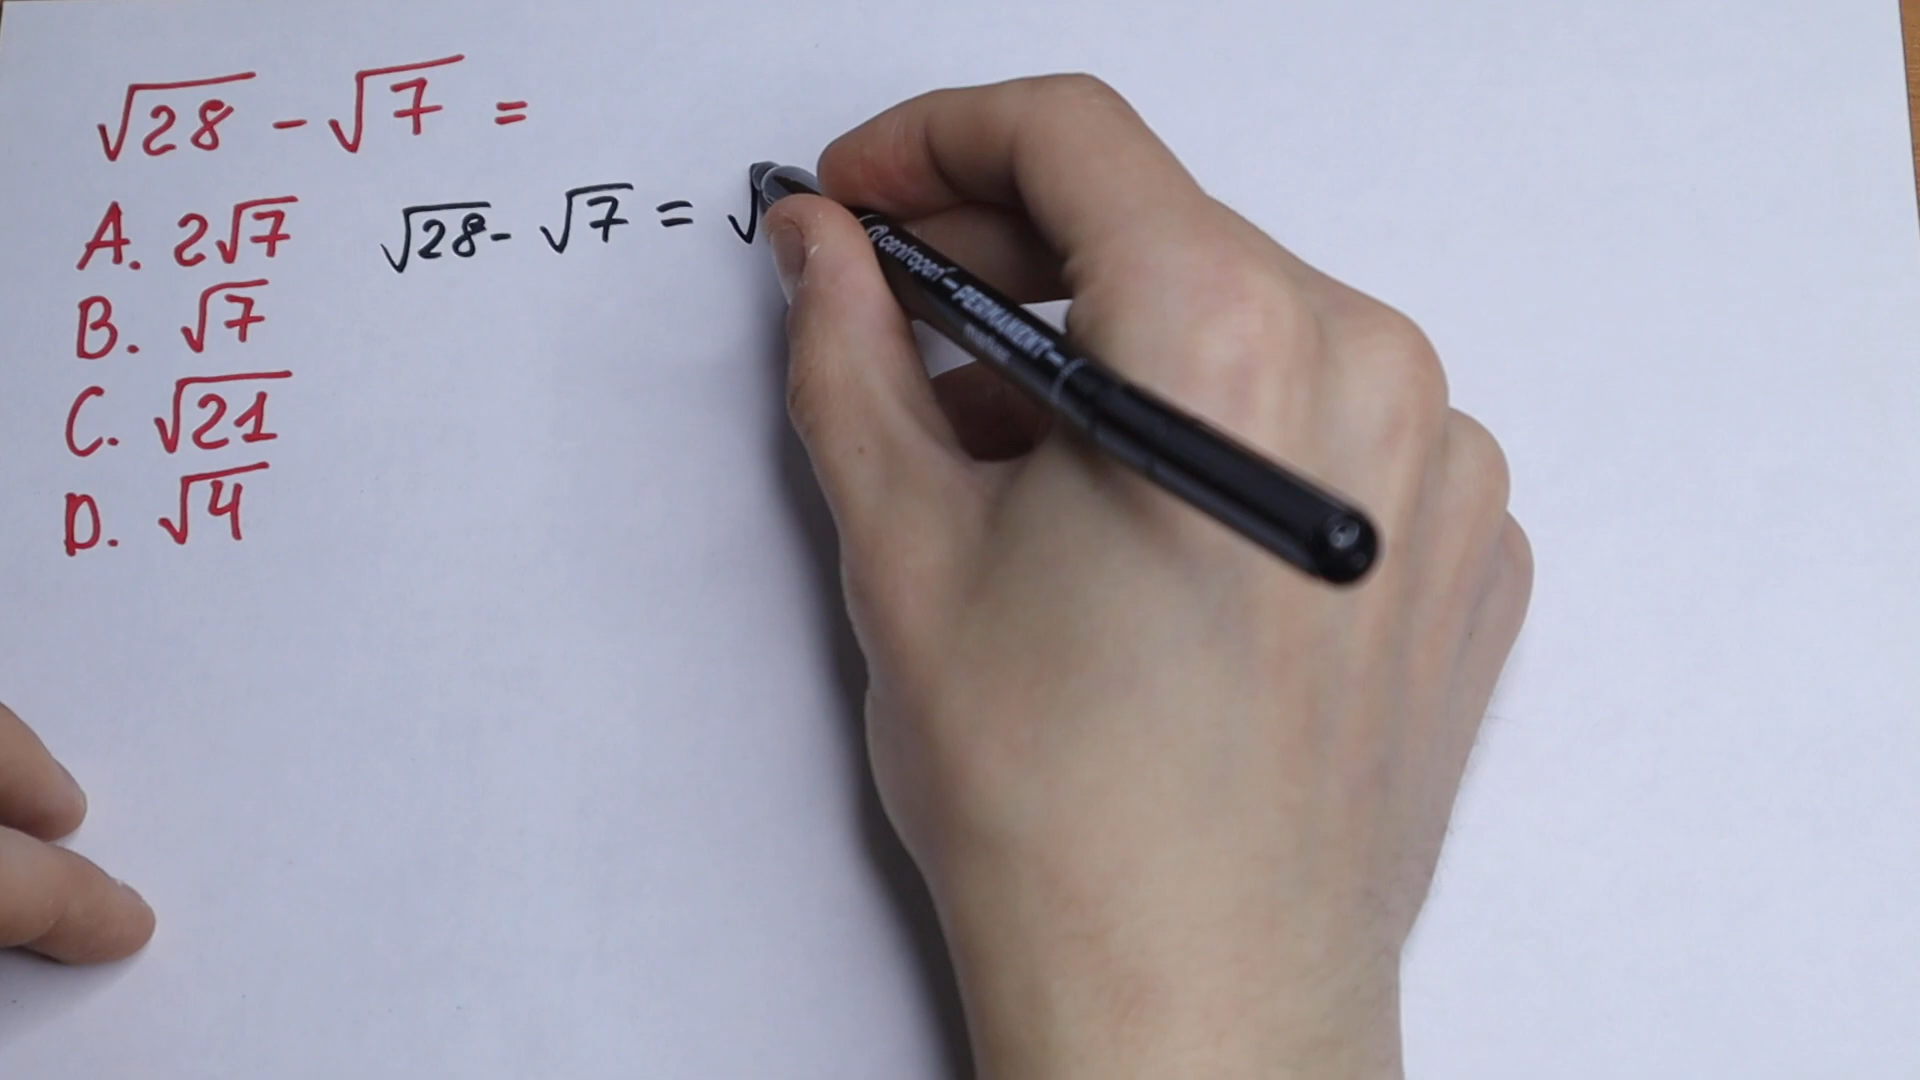 √28 - √7 =
A. 2√7
√28 - √7 = √
B. √7
C. √21
D. √4
centropen - PERMANENT -